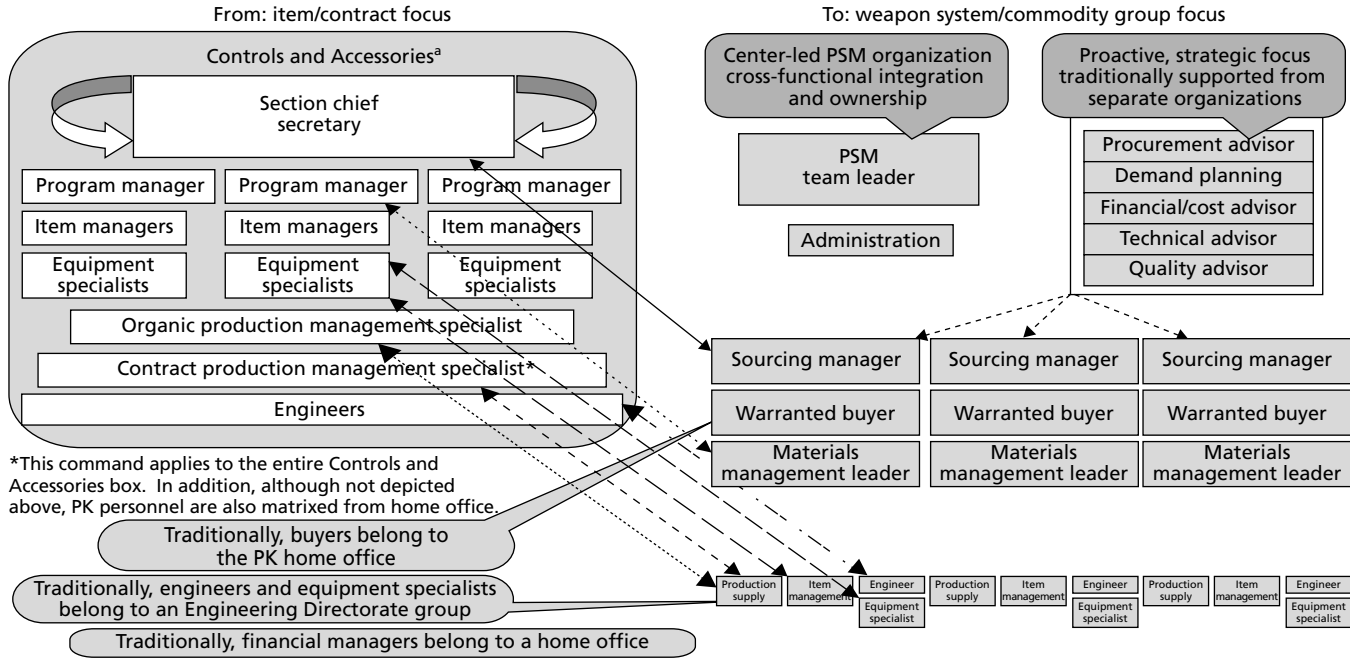 From: item/contract focus
To: weapon system/commodity group focus
Controls and Accessoriesª
Section chief
secretary
Program manager
Program manager
Program manager
Item managers
Item managers
Item managers
Equipment
specialists
Equipment
specialists
Equipment
specialists
Organic production management specialist
Contract production management specialist*
Engineers
*This command applies to the entire Controls and
Accessories box. In addition, although not depicted
above, PK personnel are also matrixed from home office.
Traditionally, buyers belong to
the PK home office
Traditionally, engineers and equipment specialists
belong to an Engineering Directorate group
Traditionally, financial managers belong to a home office
Center-led PSM organization
cross-functional integration
and ownership
Proactive, strategic focus
traditionally supported from
separate organizations
PSM
team leader
Administration
Procurement advisor
Demand planning
Financial/cost advisor
Technical advisor
Quality advisor
Sourcing manager
Sourcing manager
Sourcing manager
Warranted buyer
Warranted buyer
Warranted buyer
Materials
management leader
Materials
management leader
Materials
management leader
Production
supply
Item
management
Engineer
Equipment
specialist
Production
supply
Item
management
Engineer
Equipment
specialist
Production
supply
Item
management
Engineer
Equipment
specialist